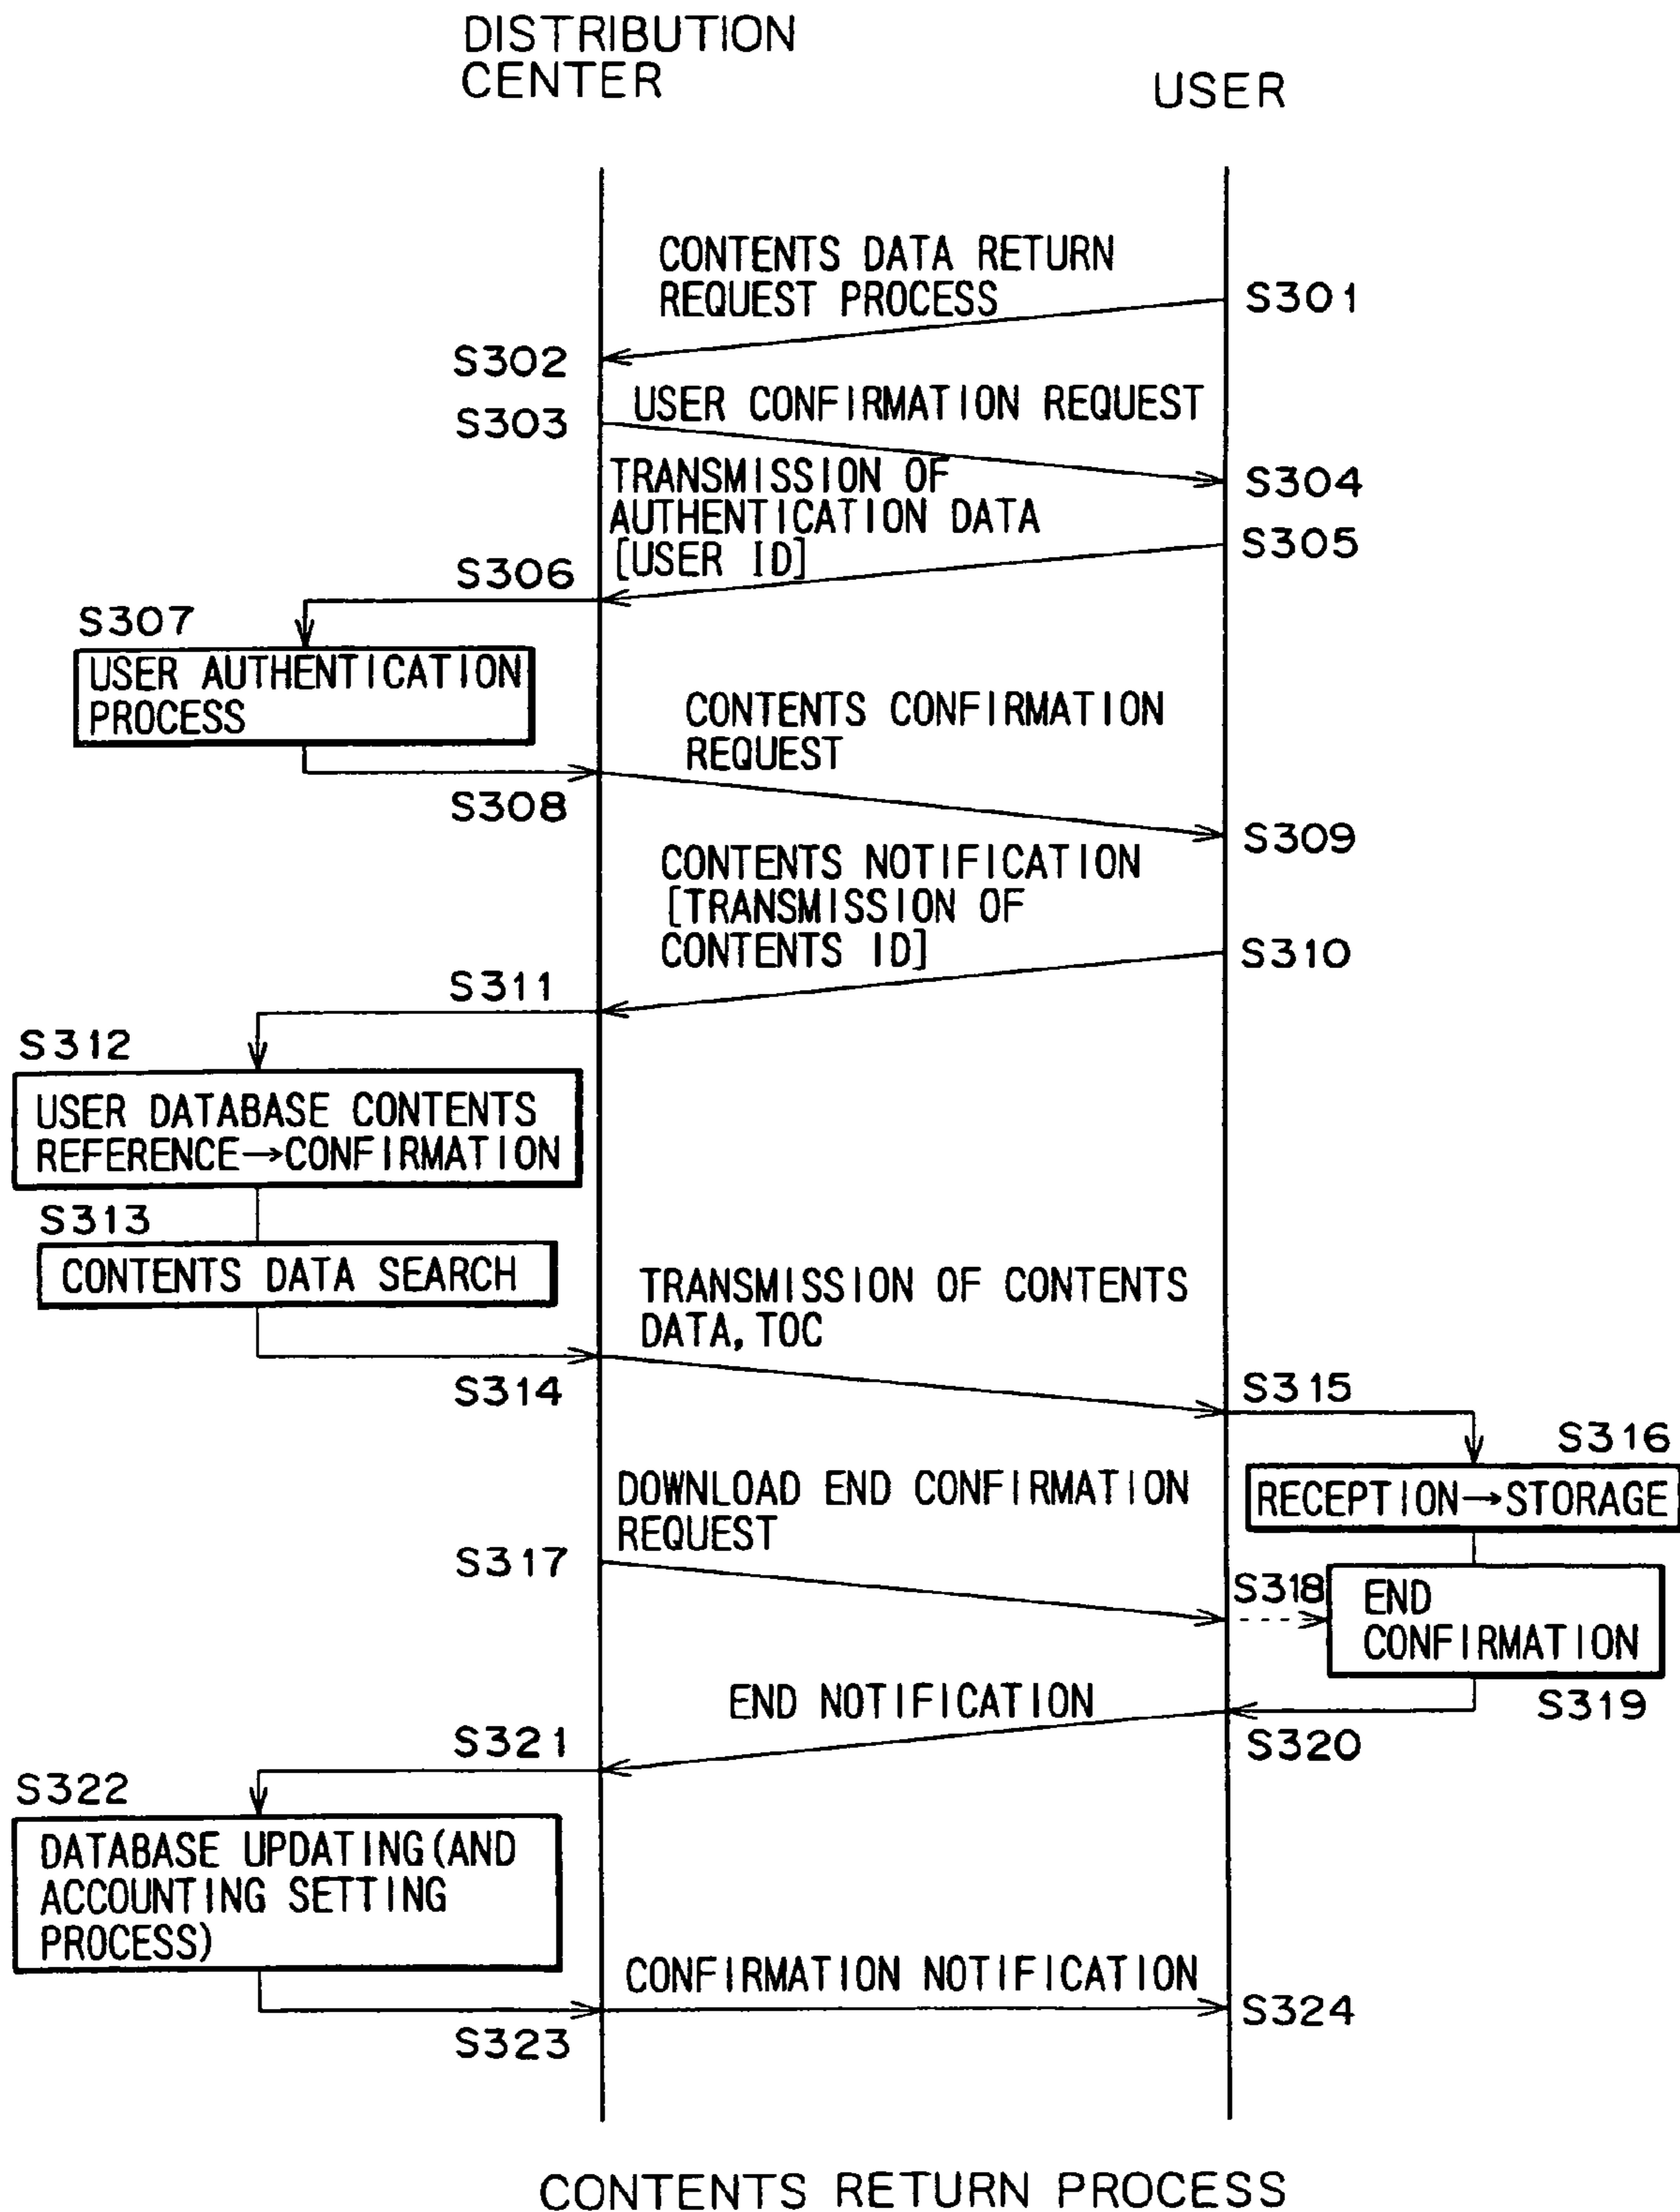 DISTRIBUTION
CENTER
USER
CONTENTS DATA RETURN
REQUEST PROCESS
S301
S302
USER CONFIRMATION REQUEST
S303
S304
TRANSMISSION OF
AUTHENTICATION DATA
[USER ID]
S305
S306
S307
USER AUTHENTICATION
PROCESS
CONTENTS CONFIRMATION
REQUEST
S308
S309
CONTENTS NOTIFICATION
[TRANSMISSION OF
CONTENTS ID]
S310
S311
S312
USER DATABASE CONTENTS
REFERENCE→CONFIRMATION
S313
CONTENTS DATA SEARCH
TRANSMISSION OF CONTENTS
DATA, TOC
S314
S315
S316
RECEPTION→STORAGE
DOWNLOAD END CONFIRMATION
REQUEST
S317
S318
END
CONFIRMATION
S319
END NOTIFICATION
S320
S321
S322
DATABASE UPDATING(AND
ACCOUNTING SETTING
PROCESS)
CONFIRMATION NOTIFICATION
S323
S324
CONTENTS RETURN PROCESS